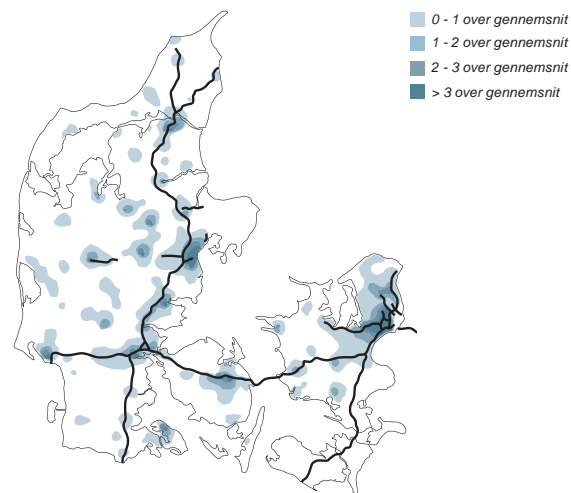 0 - 1 over gennemsnit
1 - 2 over gennemsnit
2 - 3 over gennemsnit
> 3 over gennemsnit